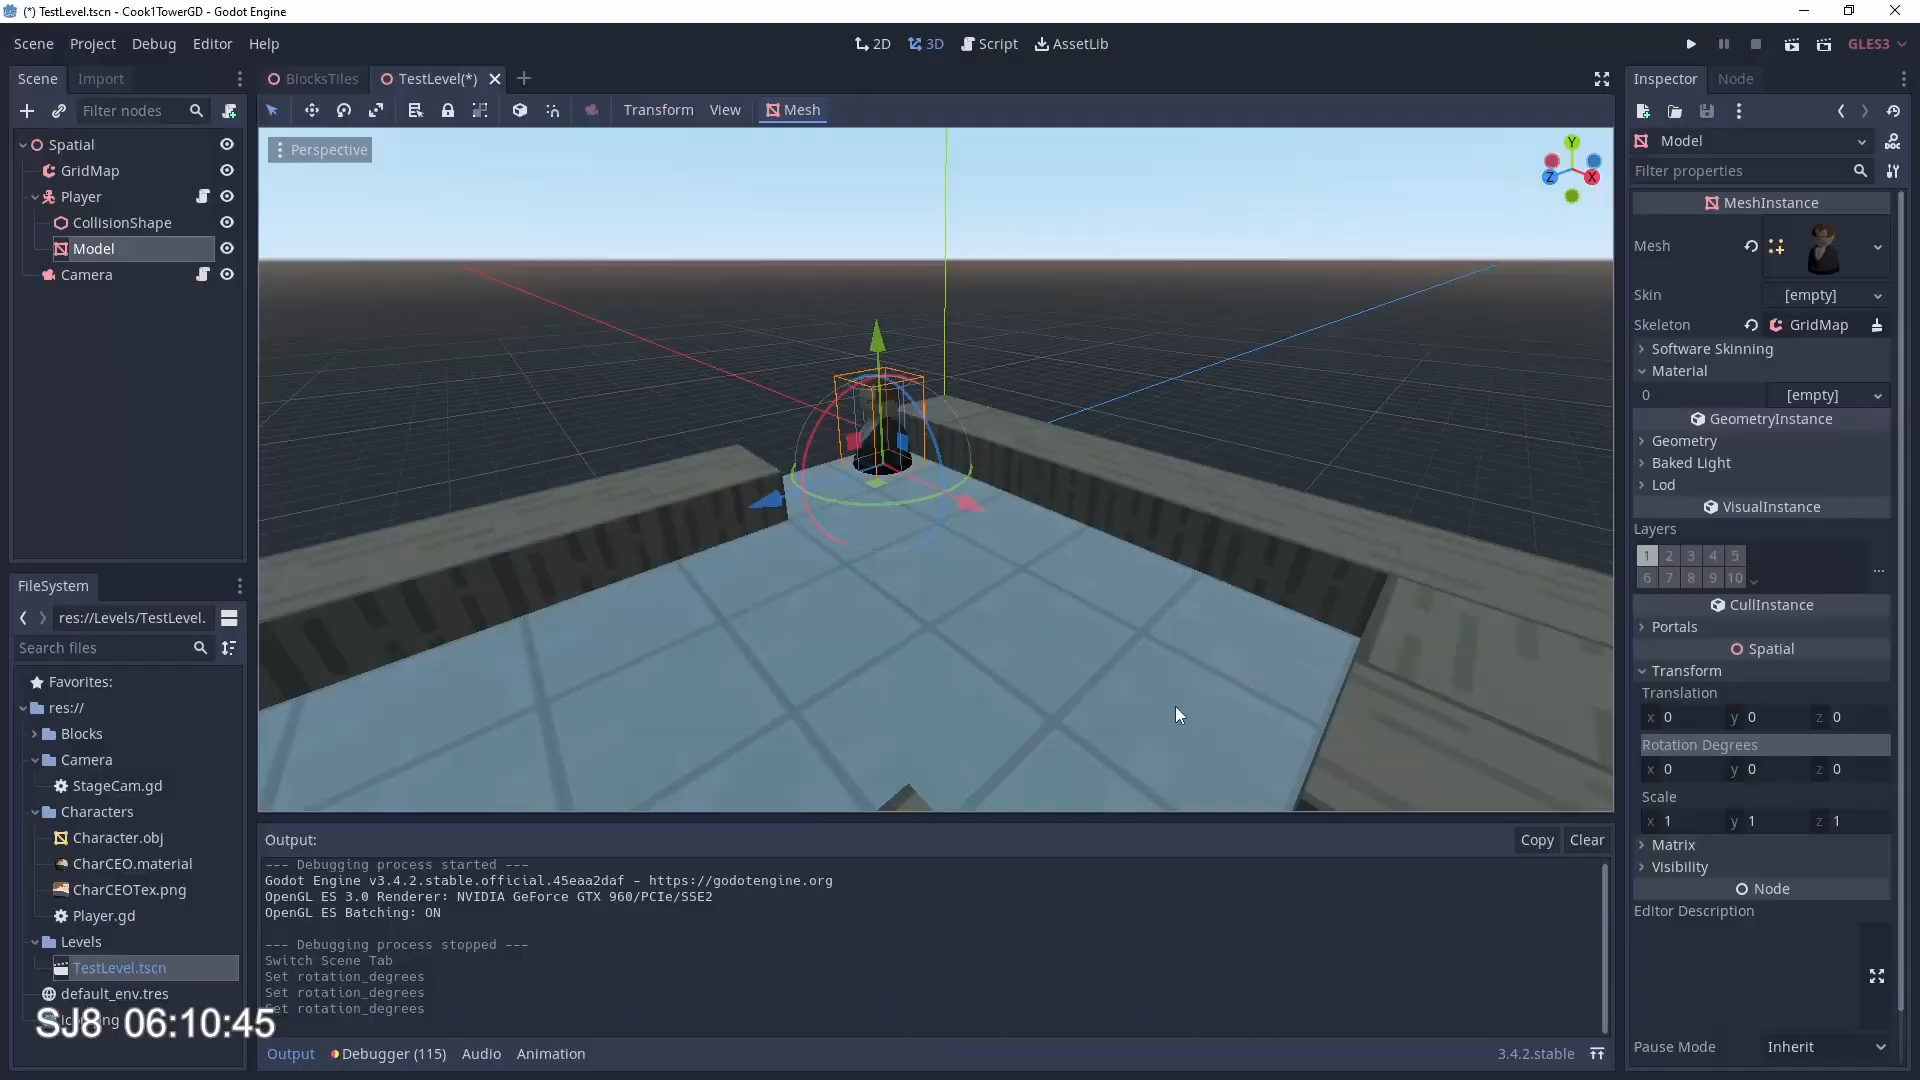 (*) TestLevel.tscn - Cook1TowerGD - Godot Engine
Scene Project Debug Editor Help
2D 3D Script AssetLib
GLES3
Scene Import
BlocksTiles TestLevel(*)
Inspector Node
Filter nodes
Transform View Mesh
Perspective
Y
Z
X
Spatial
GridMap
Player
CollisionShape
Model
Camera
Model
Filter properties
MeshInstance
Mesh
Skin [empty]
Skeleton GridMap
Software Skinning
Material
0 [empty]
GeometryInstance
Geometry
Baked Light
Lod
VisualInstance
Layers
1 2 3 4 5
6 7 8 9 10
...
CullInstance
Portals
Spatial
Transform
Translation
x 0 y 0 z 0
Rotation Degrees
x 0 y 0 z 0
Scale
x 1 y 1 z 1
Matrix
Visibility
Node
Editor Description
Pause Mode Inherit
FileSystem
res://Levels/TestLevel.
Search files
Favorites:
res://
Blocks
Camera
StageCam.gd
Characters
Character.obj
CharCEO.material
CharCEOTex.png
Player.gd
Levels
TestLevel.tscn
default_env.tres
SJ8 06:10:45
Output:
Copy Clear
--- Debugging process started ---
Godot Engine v3.4.2.stable.official.45eaa2daf - https://godotengine.org
OpenGL ES 3.0 Renderer: NVIDIA GeForce GTX 960/PCIe/SSE2
OpenGL ES Batching: ON
--- Debugging process stopped ---
Switch Scene Tab
Set rotation_degrees
Set rotation_degrees
Set rotation_degrees
Output Debugger (115) Audio Animation
3.4.2.stable